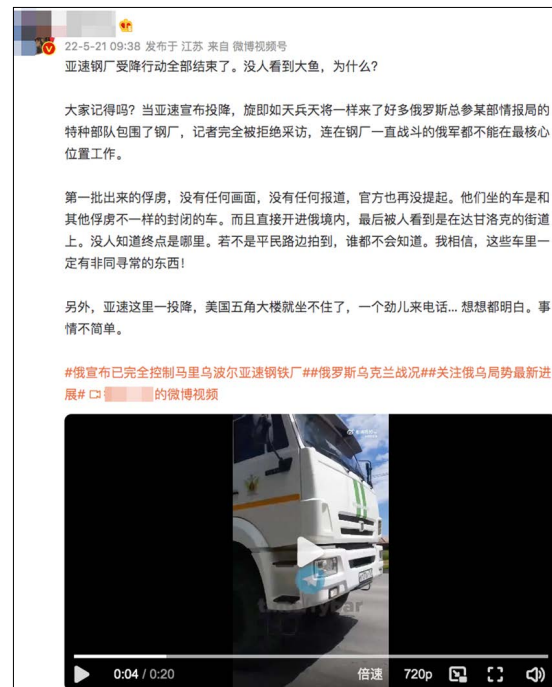 22-5-21 09:38 发布于 江苏 来自 微博视频号
亚速钢厂受降行动全部结束了。没人看到大鱼，为什么？
大家记得吗？当亚速宣布投降，旋即如天兵天将一样来了好多俄罗斯总参某部情报局的
特种部队包围了钢厂，记者完全被拒绝采访，连在钢厂一直战斗的俄军都不能在最核心
位置工作。
第一批出来的俘虏，没有任何画面，没有任何报道，官方也再没提起。他们坐的车是和
其他俘虏不一样的封闭的车。而且直接开进俄境内，最后被人看到是在达甘洛克的街道
上。没人知道终点是哪里。若不是平民路边拍到，谁都不会知道。我相信，这些车里一
定有非同寻常的东西！
另外，亚速这里一投降，美国五角大楼就坐不住了，一个劲儿来电话... 想想都明白。事
情不简单。
#俄宣布已完全控制马里乌波尔亚速钢铁厂##俄罗斯乌克兰战况##关注俄乌局势最新进
展# 的微博视频
0:04 / 0:20 倍速 720p